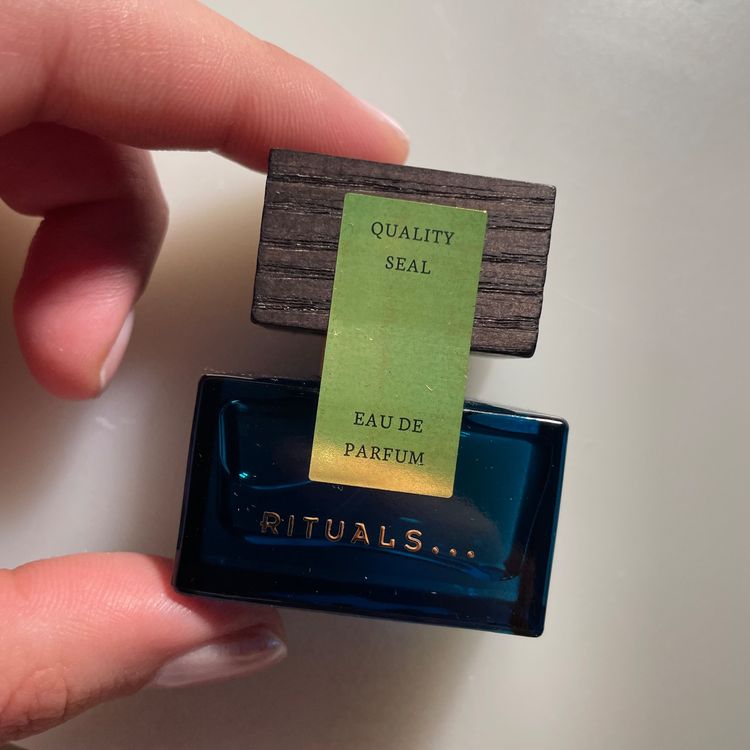 QUALITY
SEAL
EAU DE
PARFUM
RITUALS...